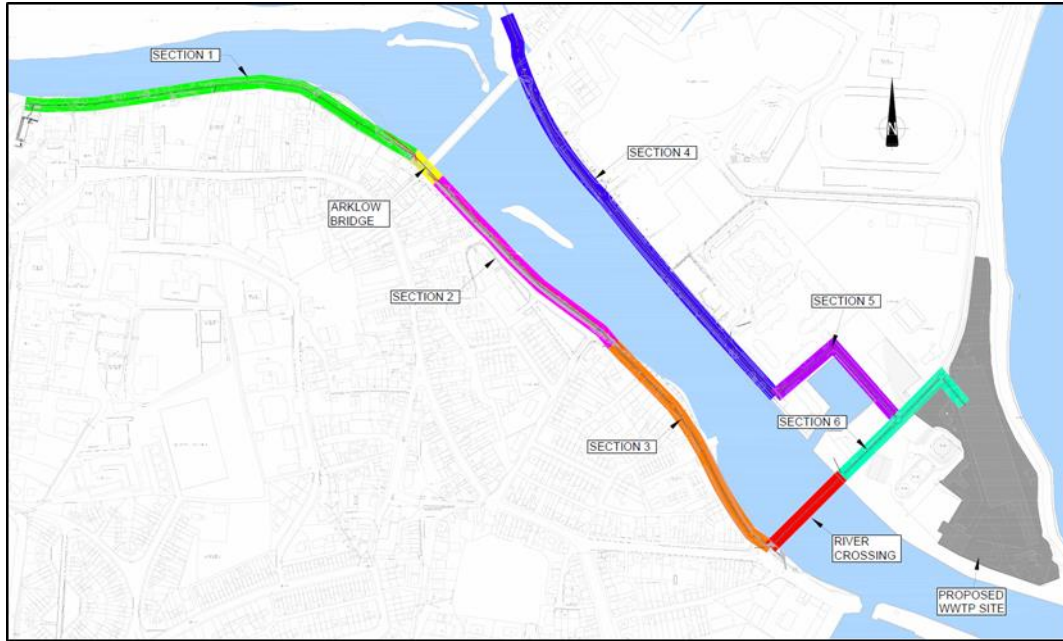 SECTION 1
SECTION 4
N
ARKLOW
BRIDGE
SECTION 2
SECTION 5
SECTION 6
SECTION 3
RIVER
CROSSING
PROPOSED
WWTP SITE